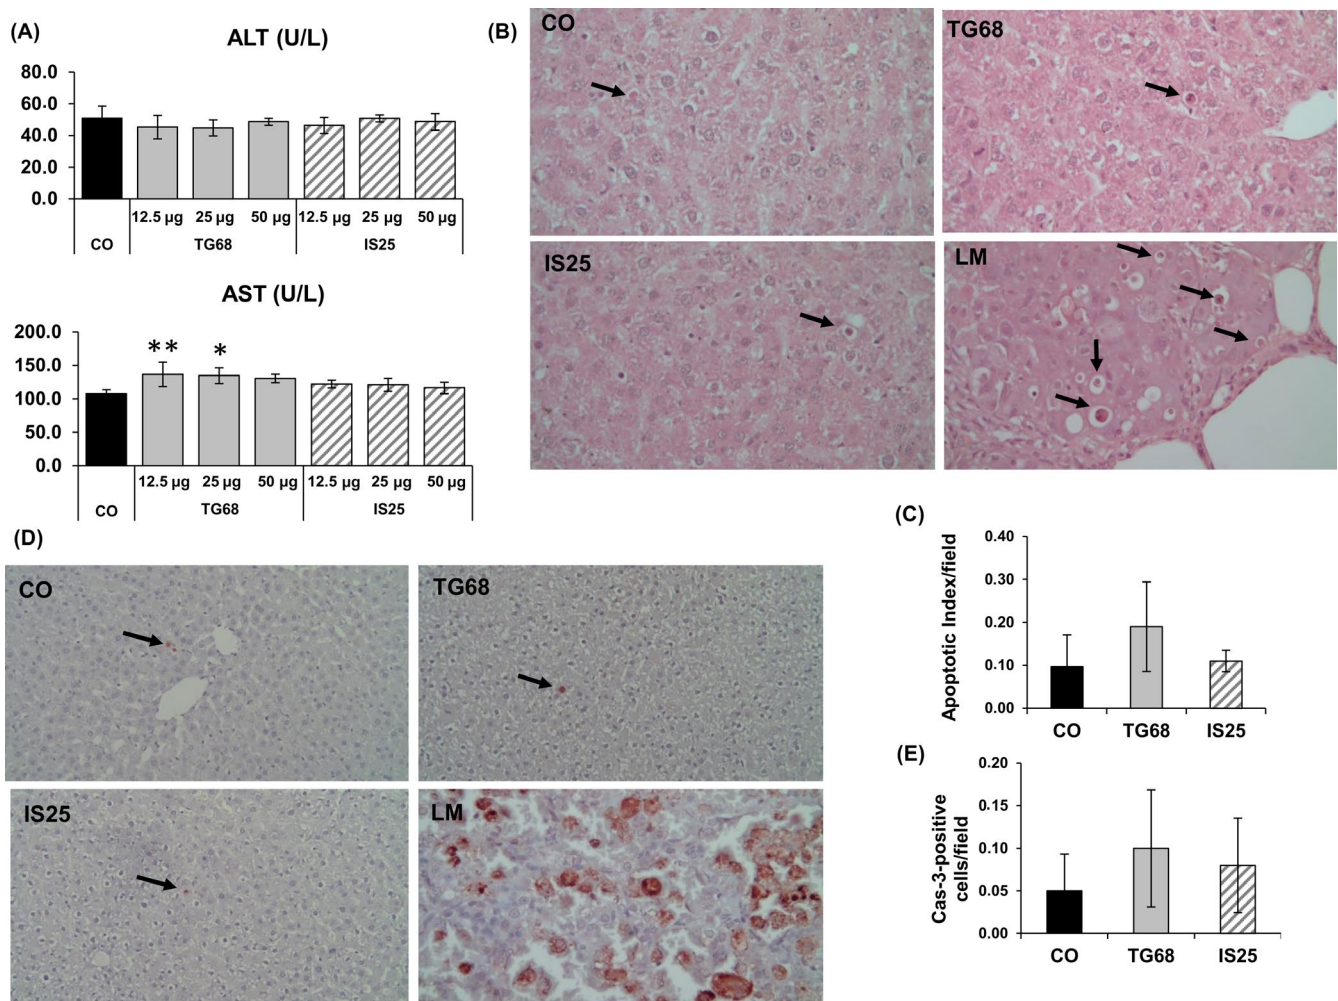 (A)
ALT (U/L)
80.0
60.0
40.0
20.0
0.0
12.5 µg 25 µg 50 µg 12.5 µg 25 µg 50 µg
CO TG68 IS25
AST (U/L)
200.0
150.0
100.0
50.0
0.0
** *
12.5 µg 25 µg 50 µg 12.5 µg 25 µg 50 µg
CO TG68 IS25
(B)
CO
TG68
IS25
LM
(C)
Apoptotic Index/field
0.40
0.30
0.20
0.10
0.00
CO TG68 IS25
(D)
CO
TG68
IS25
LM
(E)
Cas-3-positive
cells/field
0.20
0.15
0.10
0.05
0.00
CO TG68 IS25